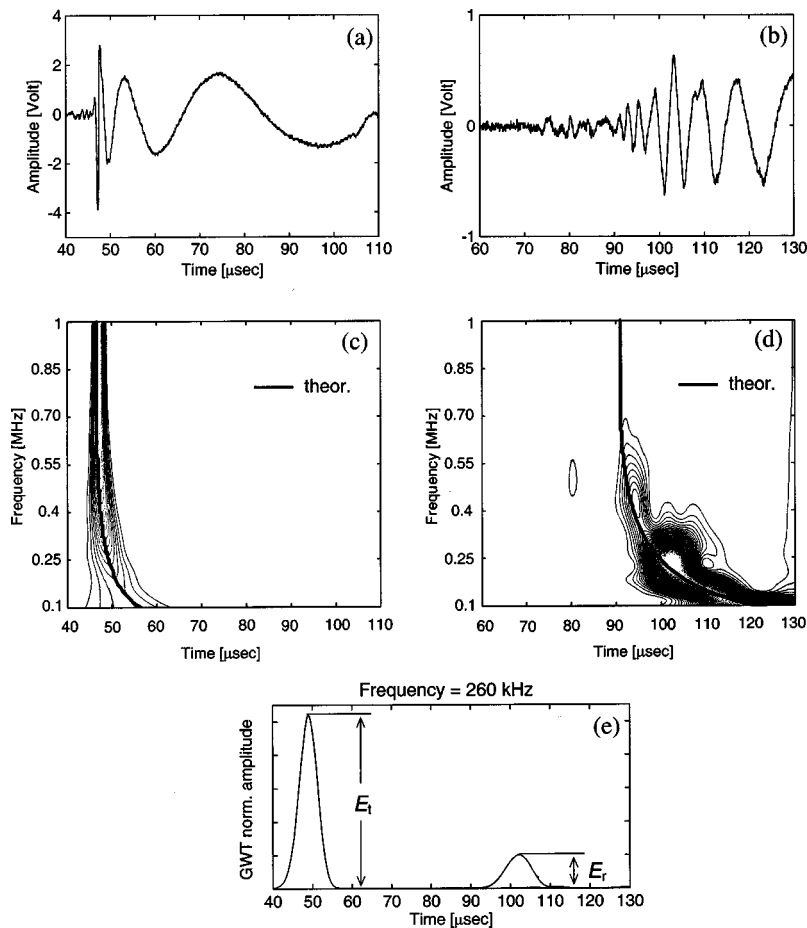 (a)
Amplitude [Volt]
4
2
0
-2
-4
40 50 60 70 80 90 100 110
Time [μsec]
(b)
Amplitude [Volt]
1
0
-1
60 70 80 90 100 110 120 130
Time [μsec]
(c)
theor.
Frequency [MHz]
1
0.85
0.70
0.55
0.40
0.25
0.1
40 50 60 70 80 90 100 110
Time [μsec]
(d)
theor.
Frequency [MHz]
1
0.85
0.70
0.55
0.40
0.25
0.1
60 70 80 90 100 110 120 130
Time [μsec]
Frequency = 260 kHz
(e)
GWT norm. amplitude
Et
Er
40 50 60 70 80 90 100 110 120 130
Time [μsec]